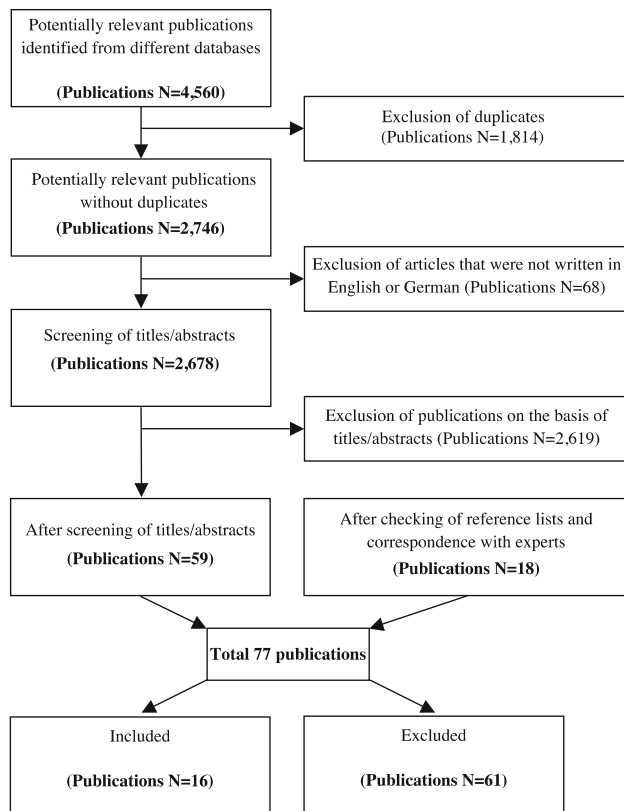 Potentially relevant publications
identified from different databases
(Publications N=4,560)
Exclusion of duplicates
(Publications N=1,814)
Potentially relevant publications
without duplicates
(Publications N=2,746)
Exclusion of articles that were not written in
English or German (Publications N=68)
Screening of titles/abstracts
(Publications N=2,678)
Exclusion of publications on the basis of
titles/abstracts (Publications N=2,619)
After screening of titles/abstracts
(Publications N=59)
After checking of reference lists and
correspondence with experts
(Publications N=18)
Total 77 publications
Included
(Publications N=16)
Excluded
(Publications N=61)